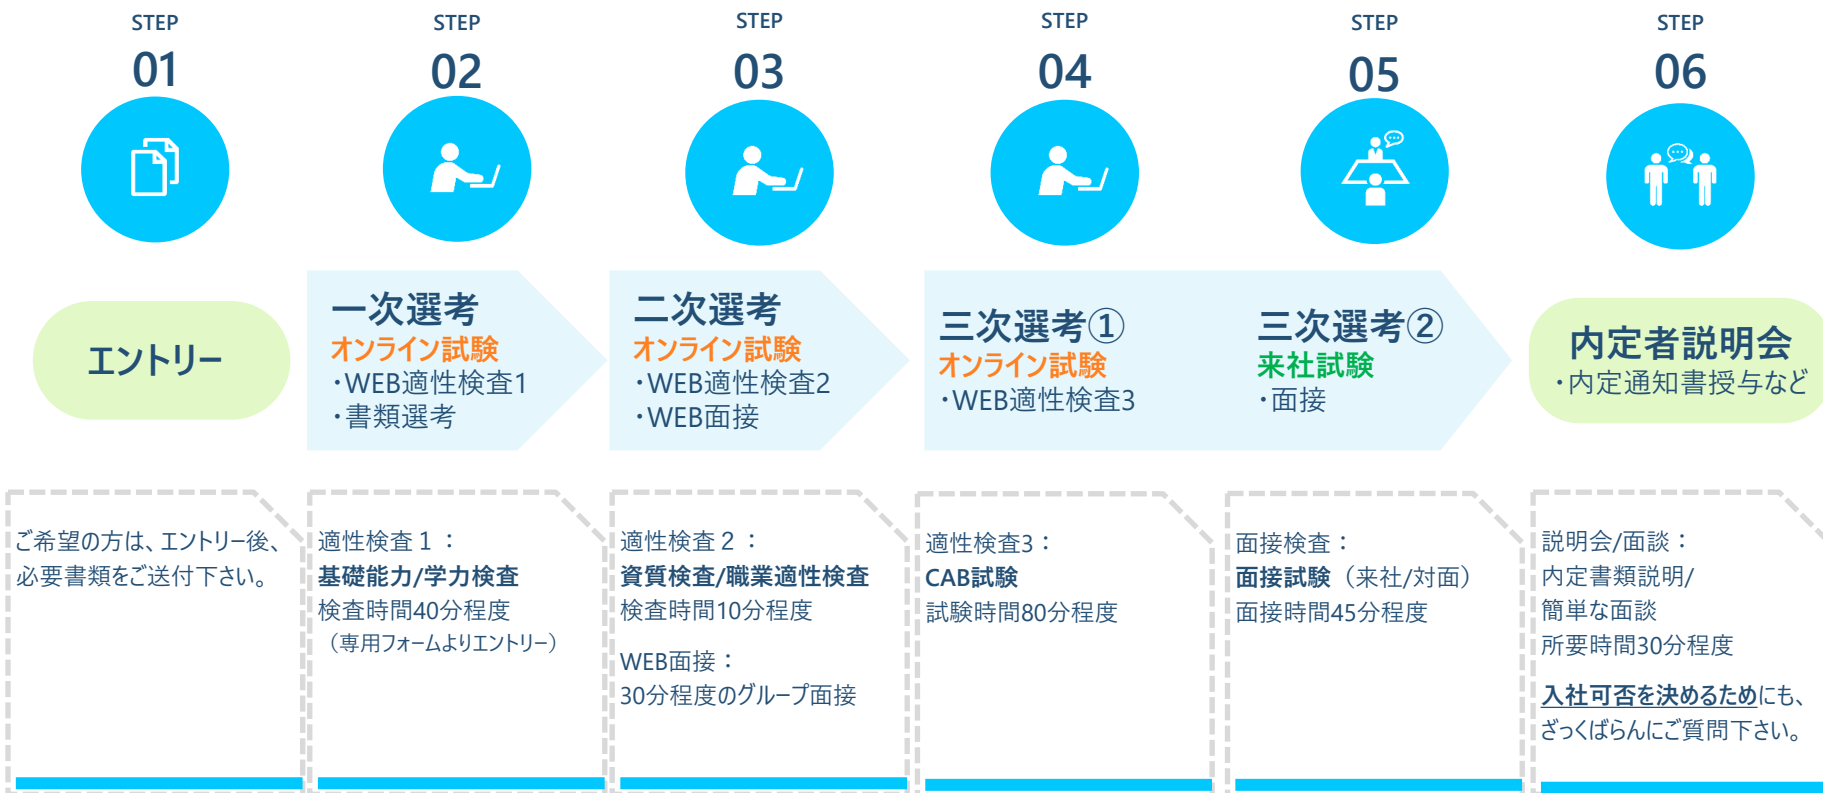 STEP
01
STEP
02
STEP
03
STEP
04
STEP
05
STEP
06
エントリー
一次選考
オンライン試験
・WEB適性検査1
・書類選考
二次選考
オンライン試験
・WEB適性検査2
・WEB面接
三次選考①
オンライン試験
・WEB適性検査3
三次選考②
来社試験
・面接
内定者説明会
・内定通知書授与など
ご希望の方は、エントリー後、
必要書類をご送付下さい。
適性検査１：
基礎能力/学力検査
検査時間40分程度
（専用フォームよりエントリー）
適性検査２：
資質検査/職業適性検査
検査時間10分程度
WEB面接：
30分程度のグループ面接
適性検査3：
CAB試験
試験時間80分程度
面接検査：
面接試験（来社/対面）
面接時間45分程度
説明会/面談：
内定書類説明/
簡単な面談
所要時間30分程度
入社可否を決めるためにも、
ざっくばらんにご質問下さい。